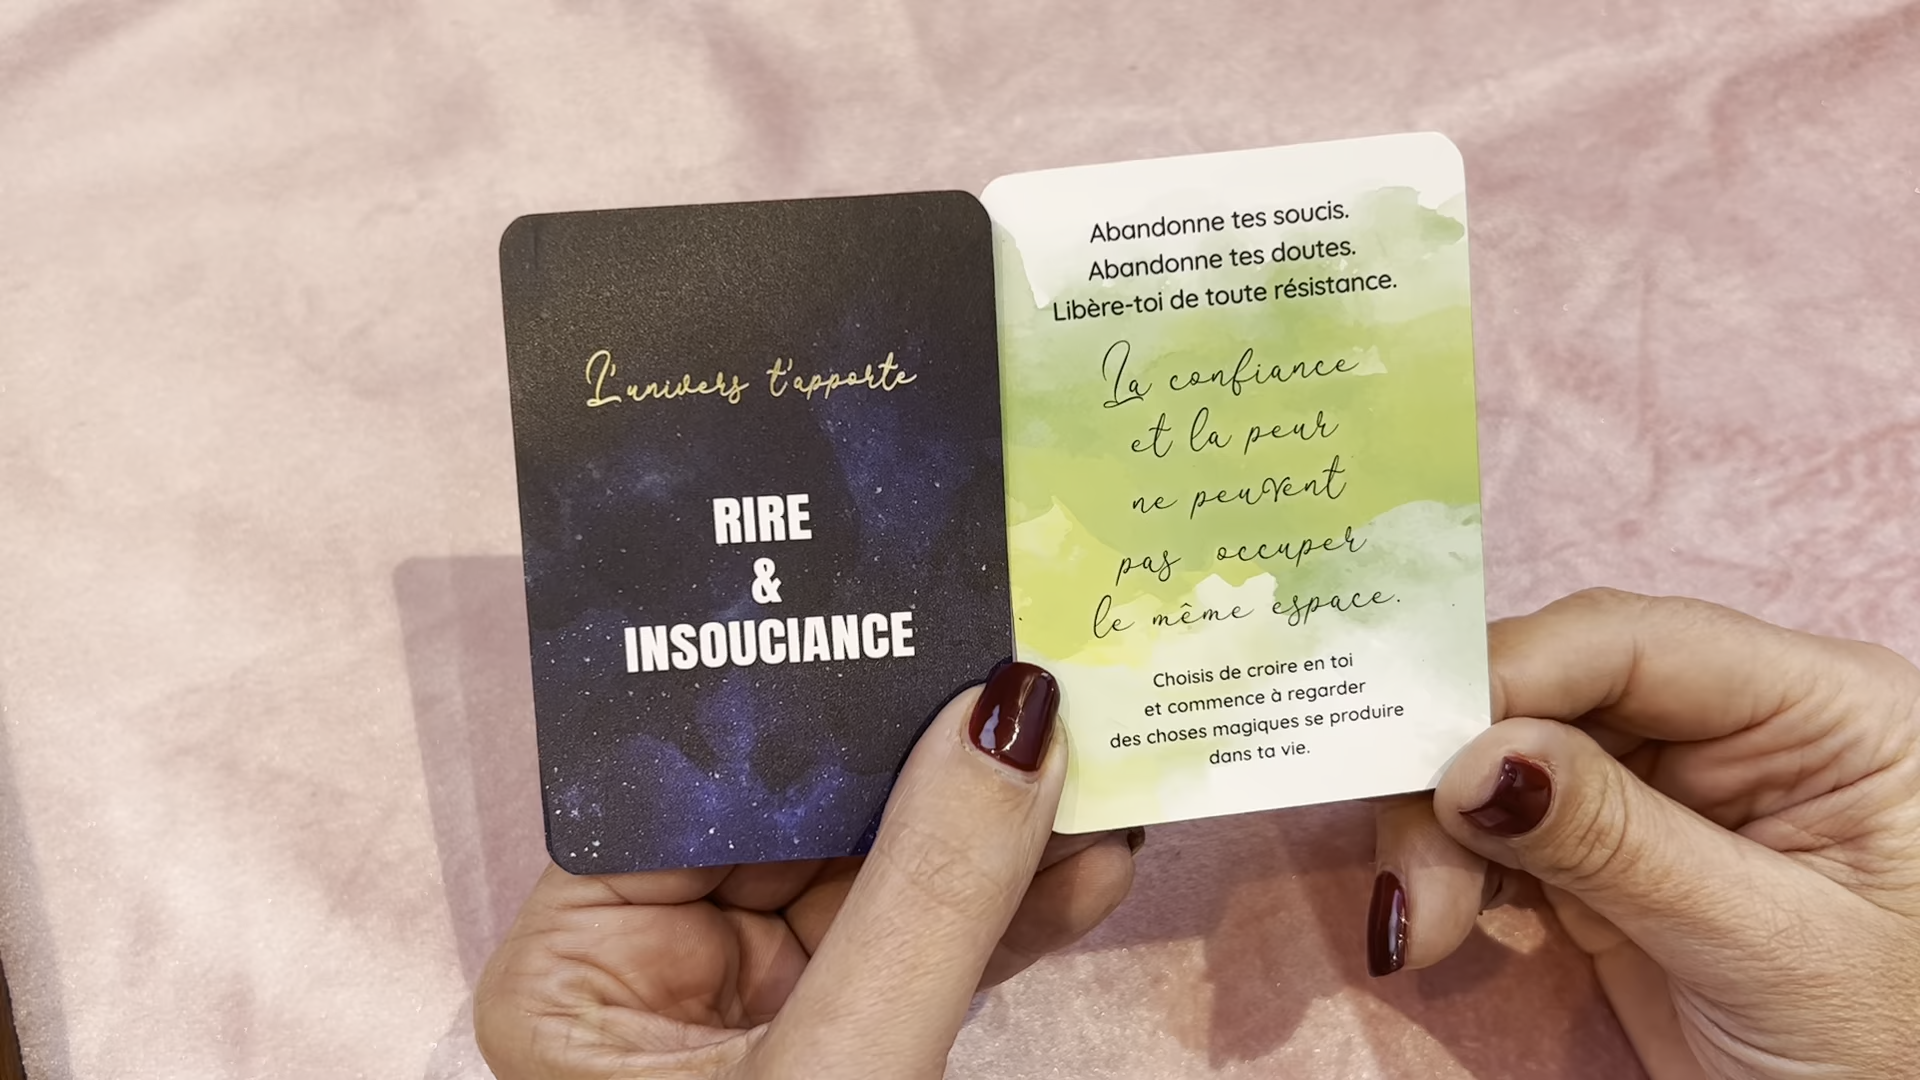 L'univers t'apporte
RIRE
&
INSOUCIANCE
Abandonne tes soucis.
Abandonne tes doutes.
Libère-toi de toute résistance.
La confiance
et la peur
ne peuvent
pas occuper
le même espace.
Choisis de croire en toi
et commence à regarder
des choses magiques se produire
dans ta vie.